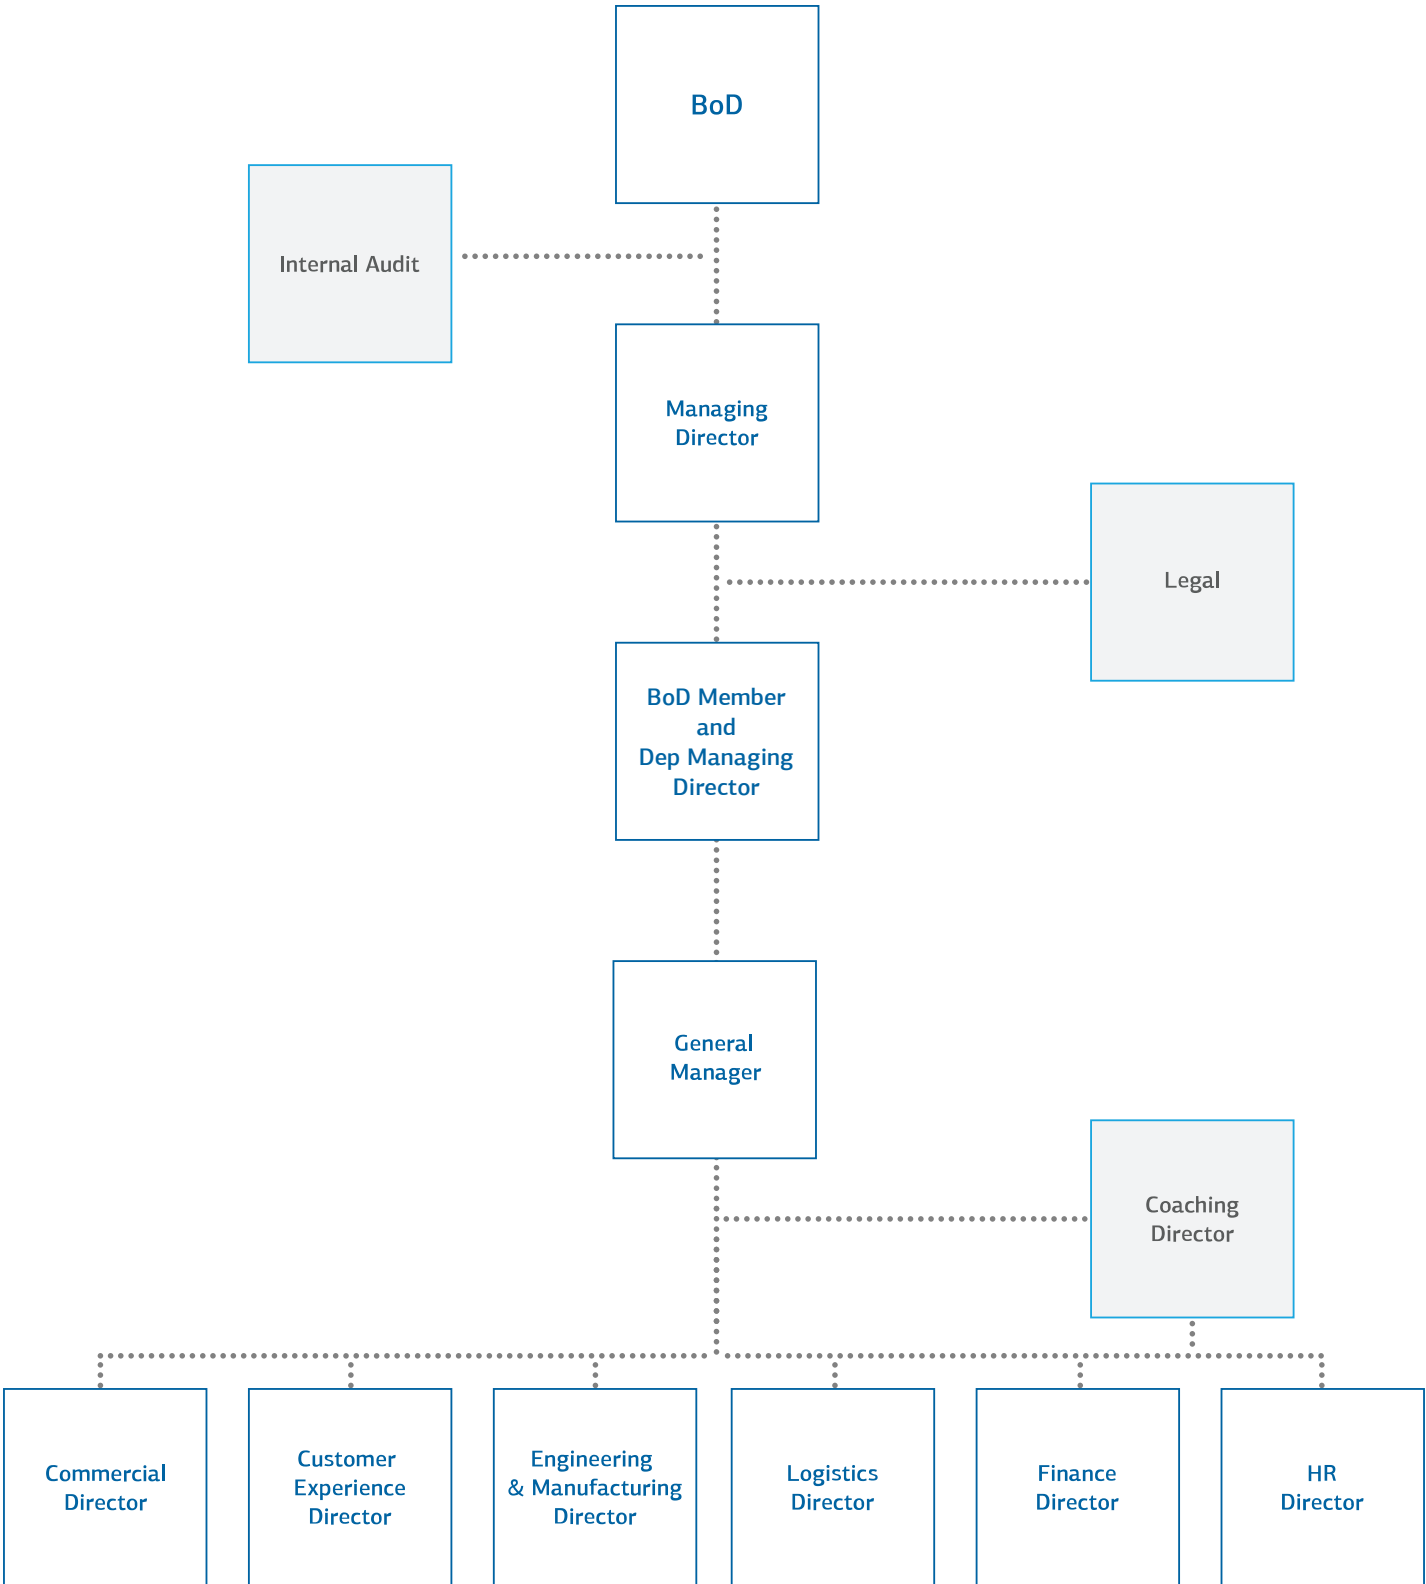 BoD
Internal Audit
Managing
Director
Legal
BoD Member
and
Dep Managing
Director
General
Manager
Coaching
Director
Commercial
Director
Customer
Experience
Director
Engineering
& Manufacturing
Director
Logistics
Director
Finance
Director
HR
Director